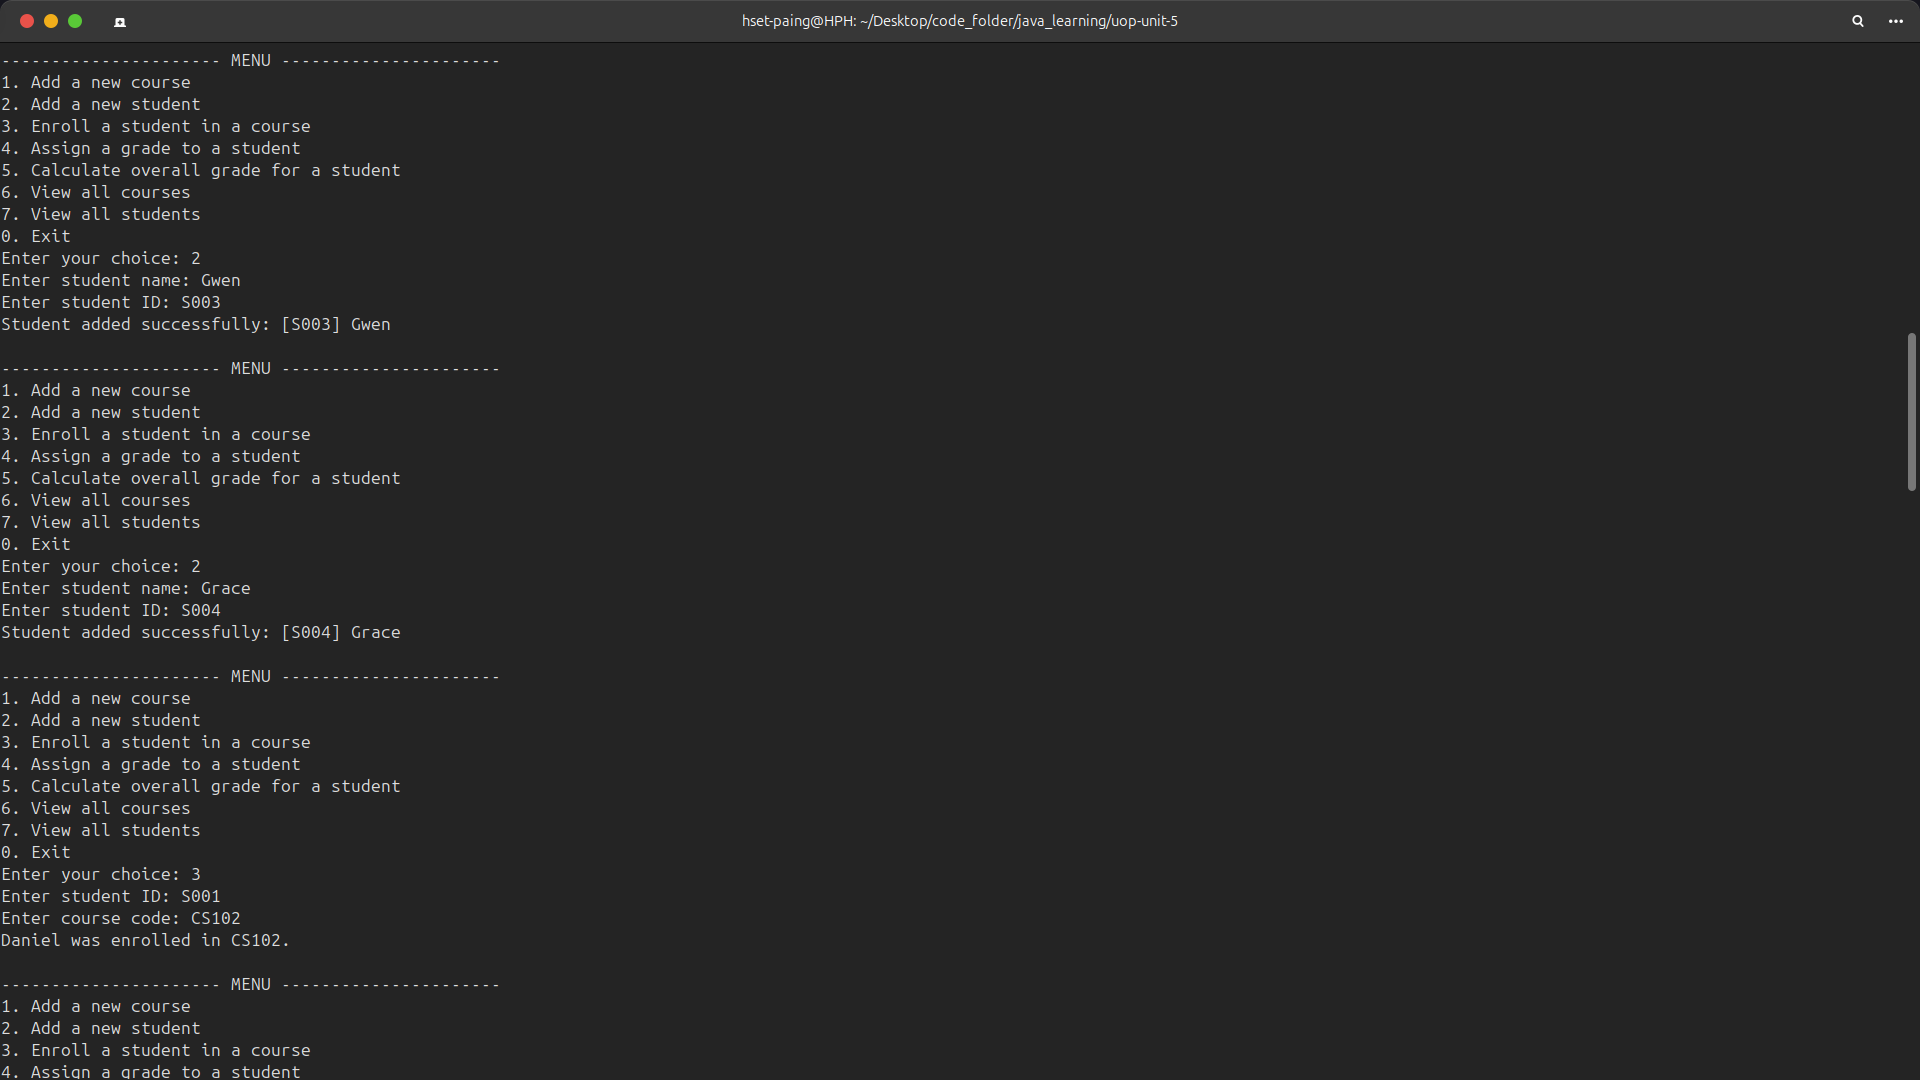 hset-paing@HPH: ~/Desktop/code_folder/java_learning/uop-unit-5
---------------------- MENU ----------------------
1. Add a new course
2. Add a new student
3. Enroll a student in a course
4. Assign a grade to a student
5. Calculate overall grade for a student
6. View all courses
7. View all students
0. Exit
Enter your choice: 2
Enter student name: Gwen
Enter student ID: S003
Student added successfully: [S003] Gwen
---------------------- MENU ----------------------
1. Add a new course
2. Add a new student
3. Enroll a student in a course
4. Assign a grade to a student
5. Calculate overall grade for a student
6. View all courses
7. View all students
0. Exit
Enter your choice: 2
Enter student name: Grace
Enter student ID: S004
Student added successfully: [S004] Grace
---------------------- MENU ----------------------
1. Add a new course
2. Add a new student
3. Enroll a student in a course
4. Assign a grade to a student
5. Calculate overall grade for a student
6. View all courses
7. View all students
0. Exit
Enter your choice: 3
Enter student ID: S001
Enter course code: CS102
Daniel was enrolled in CS102.
---------------------- MENU ----------------------
1. Add a new course
2. Add a new student
3. Enroll a student in a course
4. Assign a grade to a student